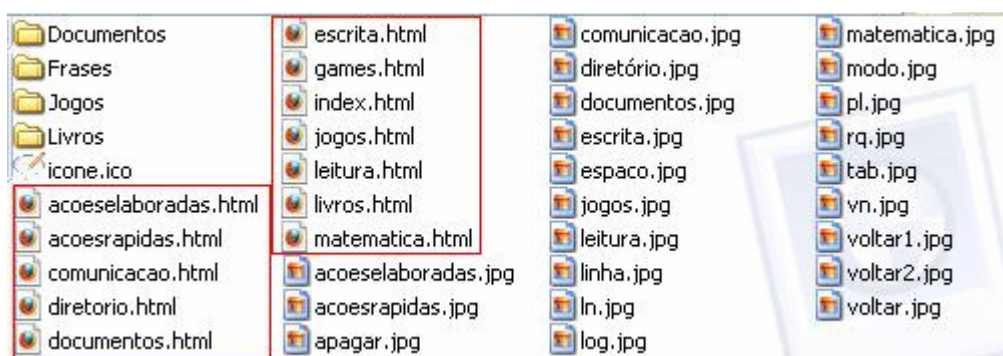 Documentos
Frases
Jogos
Livros
icone.ico
acoeselaboradas.html
acoesrapidas.html
comunicacao.html
diretorio.html
documentos.html
escrita.html
games.html
index.html
jogos.html
leitura.html
livros.html
matematica.html
acoeselaboradas.jpg
acoesrapidas.jpg
apagar.jpg
comunicacao.jpg
diretório.jpg
documentos.jpg
escrita.jpg
espaco.jpg
jogos.jpg
leitura.jpg
linha.jpg
ln.jpg
log.jpg
matematica.jpg
modo.jpg
pl.jpg
rq.jpg
tab.jpg
vn.jpg
voltar1.jpg
voltar2.jpg
voltar.jpg